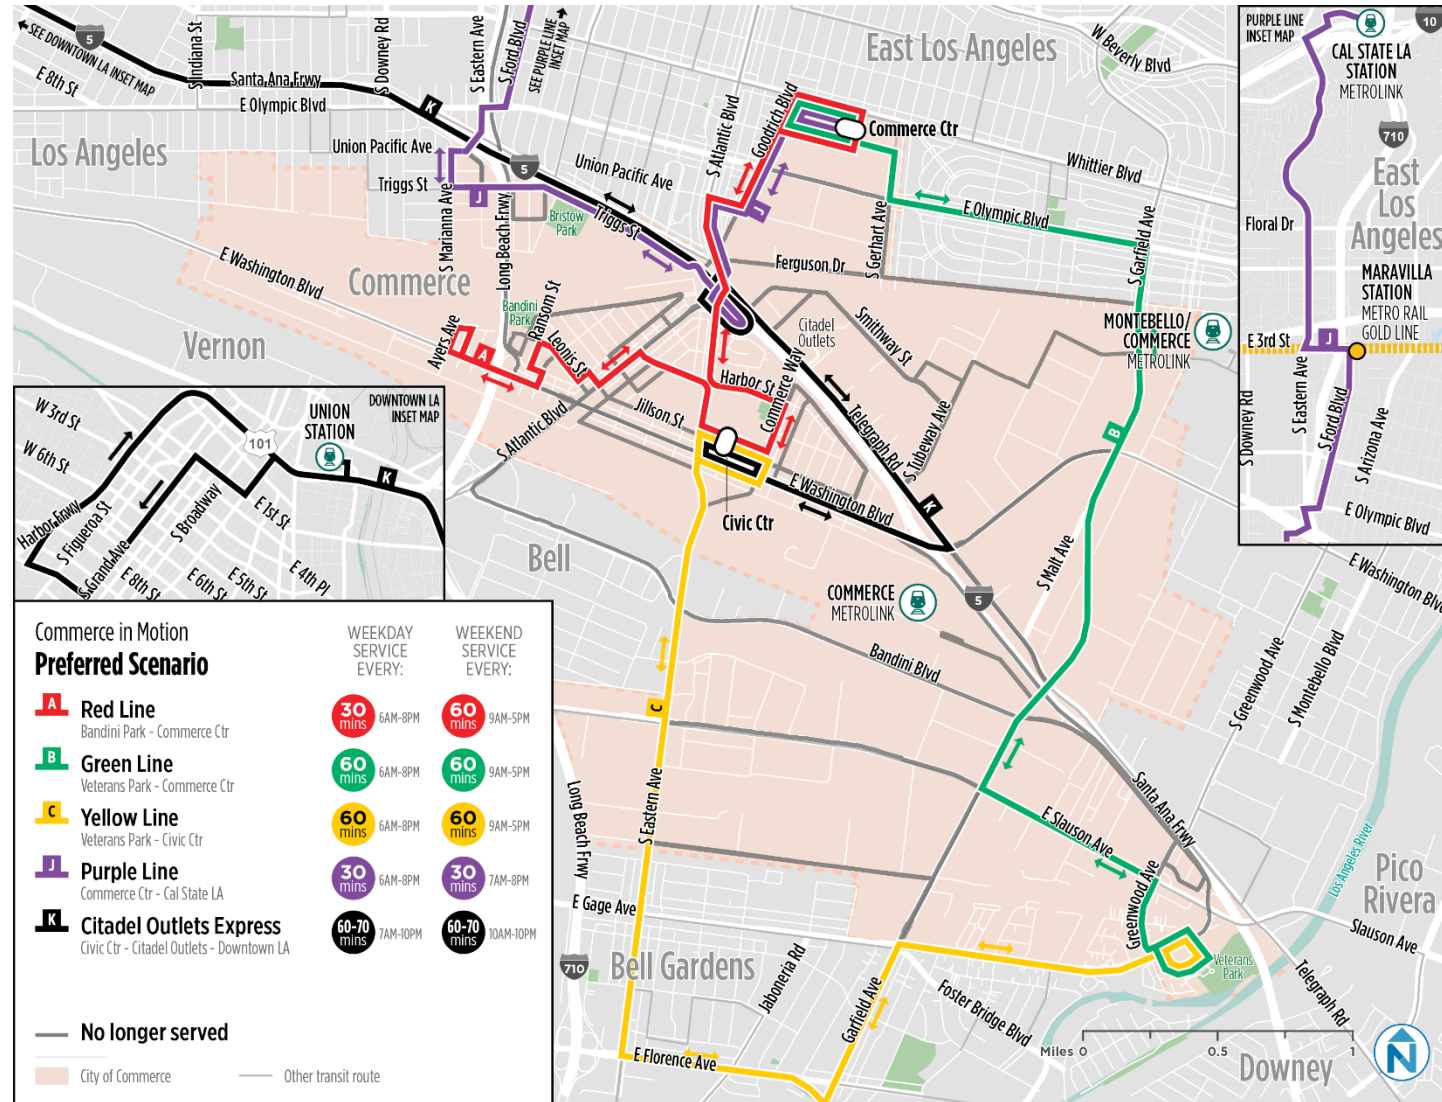 SEE DOWNTOWN LA INSET MAP
5
S Indiana St
S Downey Rd
S Eastern Ave
S Ford Blvd
SEE PURPLE LINE
INSET MAP
East Los Angeles
W Beverly Blvd
E 8th St
Santa Ana Frwy
E Olympic Blvd
K
Los Angeles
Union Pacific Ave
Triggs St
J
5
Union Pacific Ave
S Atlantic Blvd
Goodrich Blvd
Commerce Ctr
Whittier Blvd
E Olympic Blvd
S Marianna Ave
Long Beach Frwy
Bristow
Park
Triggs St
J
S Gerhart Ave
S Garfield Ave
E Washington Blvd
Commerce
Ferguson Dr
Vernon
Bandini
Park
Ransom St
Ayers Ave
A
Leonis St
Citadel
Outlets
Smithway St
MONTEBELLO/
COMMERCE
METROLINK
Harbor St
Commerce Way
Jillson St
S Atlantic Blvd
Telegraph Rd
S Tubeway Ave
B
E Washington Blvd
K
Civic Ctr
Bell
COMMERCE
METROLINK
5
S Malt Ave
Bandini Blvd
E Washington Blvd
S Greenwood Ave
S Montebello Blvd
C
S Eastern Ave
Long Beach Frwy
Santa Ana Frwy
E Slauson Ave
Los Angeles River
Pico
Rivera
E Gage Ave
Greenwood Ave
Slauson Ave
710
Bell Gardens
Jaboneria Rd
Garfield Ave
Foster Bridge Blvd
Veterans
Park
Telegraph Rd
E Florence Ave
Miles 0
0.5
1
Downey
N
PURPLE LINE
INSET MAP
10
CAL STATE LA
STATION
METROLINK
710
East
Los
Angeles
Floral Dr
MARAVILLA
STATION
METRO RAIL
GOLD LINE
E 3rd St
J
S Downey Rd
S Eastern Ave
S Ford Blvd
S Arizona Ave
E Olympic Blvd
DOWNTOWN LA
INSET MAP
W 3rd St
W 6th St
101
UNION
STATION
K
Harbor Frwy
S Figueroa St
S Grand Ave
S Broadway
E 1st St
E 8th St
E 6th St
E 5th St
E 4th Pl
Commerce in Motion
Preferred Scenario
WEEKDAY
SERVICE
EVERY:
WEEKEND
SERVICE
EVERY:
A
Red Line
Bandini Park - Commerce Ctr
30
mins
6AM-8PM
60
mins
9AM-5PM
B
Green Line
Veterans Park - Commerce Ctr
60
mins
6AM-8PM
60
mins
9AM-5PM
C
Yellow Line
Veterans Park - Civic Ctr
60
mins
6AM-8PM
60
mins
9AM-5PM
J
Purple Line
Commerce Ctr - Cal State LA
30
mins
6AM-8PM
30
mins
7AM-8PM
K
Citadel Outlets Express
Civic Ctr - Citadel Outlets - Downtown LA
60-70
mins
7AM-10PM
60-70
mins
10AM-10PM
No longer served
City of Commerce
Other transit route